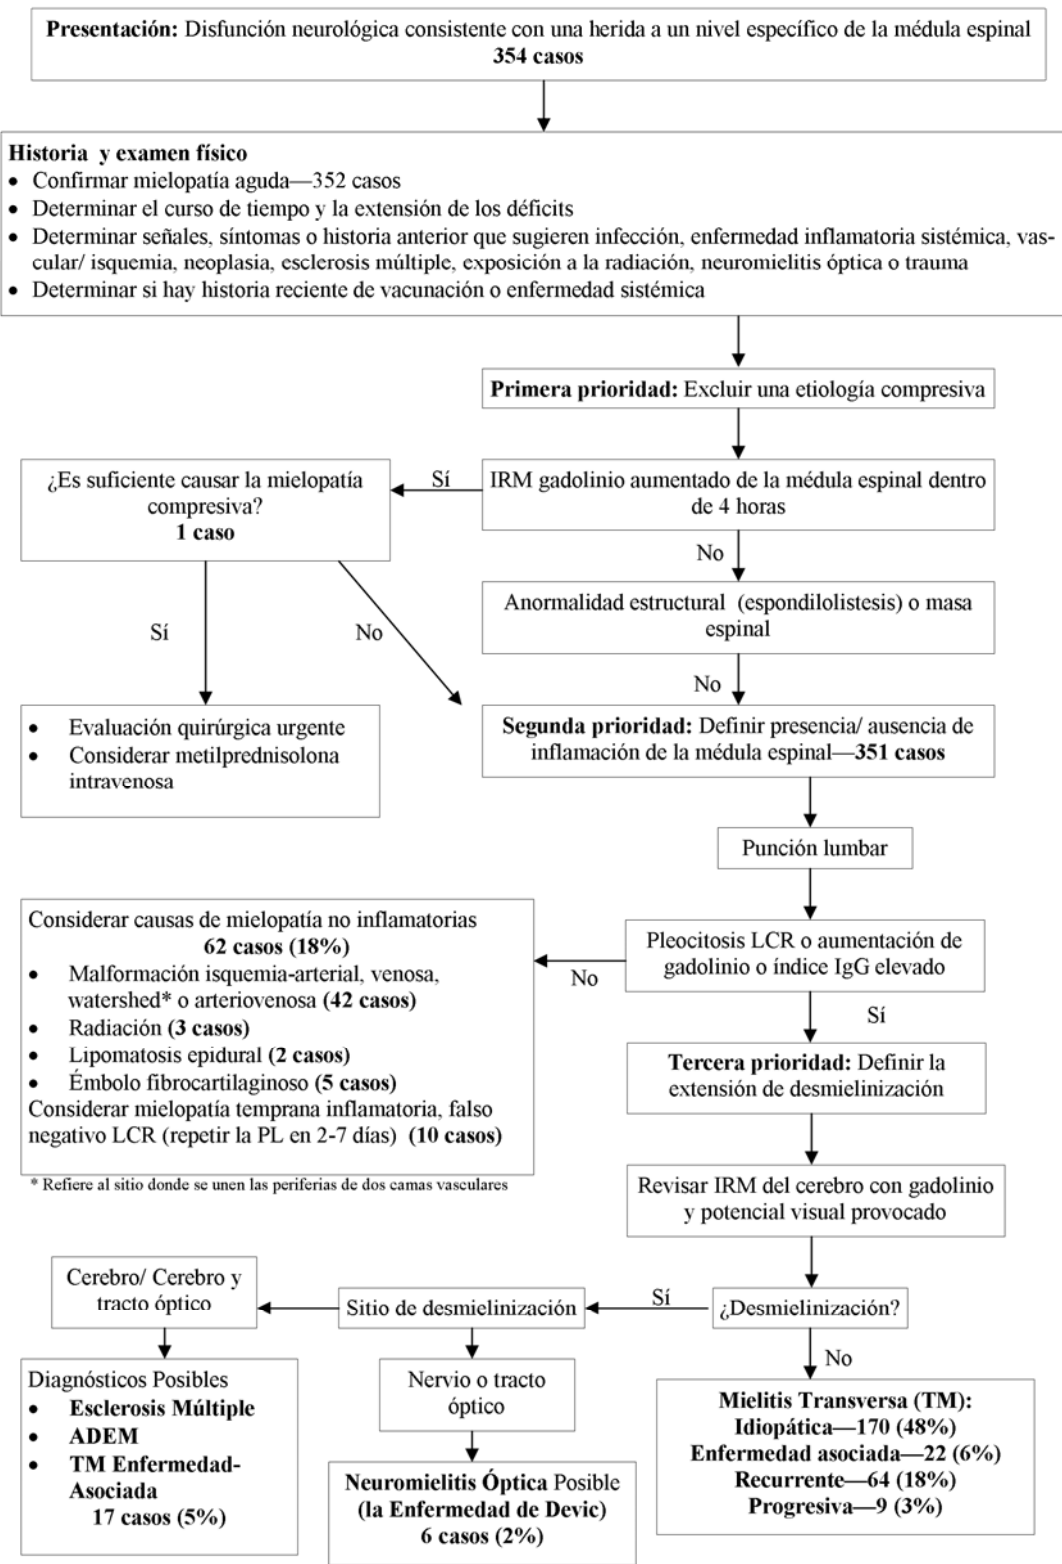 Presentación: Disfunción neurológica consistente con una herida a un nivel específico de la médula espinal
354 casos
Historia y examen físico
• Confirmar mielopatía aguda—352 casos
• Determinar el curso de tiempo y la extensión de los déficits
• Determinar señales, síntomas o historia anterior que sugieren infección, enfermedad inflamatoria sistémica, vas-
cular/ isquemia, neoplasia, esclerosis múltiple, exposición a la radiación, neuromielitis óptica o trauma
• Determinar si hay historia reciente de vacunación o enfermedad sistémica
Primera prioridad: Excluir una etiología compresiva
IRM gadolinio aumentado de la médula espinal dentro
de 4 horas
Sí
¿Es suficiente causar la mielopatía
compresiva?
1 caso
No
Anormalidad estructural (espondilolistesis) o masa
espinal
Sí
No
No
• Evaluación quirúrgica urgente
• Considerar metilprednisolona
intravenosa
Segunda prioridad: Definir presencia/ ausencia de
inflamación de la médula espinal—351 casos
Punción lumbar
Pleocitosis LCR o aumentación de
gadolinio o índice IgG elevado
No
Considerar causas de mielopatía no inflamatorias
62 casos (18%)
• Malformación isquemia-arterial, venosa,
watershed* o arteriovenosa (42 casos)
• Radiación (3 casos)
• Lipomatosis epidural (2 casos)
• Émbolo fibrocartilaginoso (5 casos)
Considerar mielopatía temprana inflamatoria, falso
negativo LCR (repetir la PL en 2-7 días) (10 casos)
* Refiere al sitio donde se unen las periferias de dos camas vasculares
Sí
Tercera prioridad: Definir la
extensión de desmielinización
Revisar IRM del cerebro con gadolinio
y potencial visual provocado
¿Desmielinización?
Sí
Sitio de desmielinización
Cerebro/ Cerebro y
tracto óptico
Diagnósticos Posibles
• Esclerosis Múltiple
• ADEM
• TM Enfermedad-
Asociada
17 casos (5%)
Nervio o tracto
óptico
Neuromielitis Óptica Posible
(la Enfermedad de Devic)
6 casos (2%)
No
Mielitis Transversa (TM):
Idiopática—170 (48%)
Enfermedad asociada—22 (6%)
Recurrente—64 (18%)
Progresiva—9 (3%)